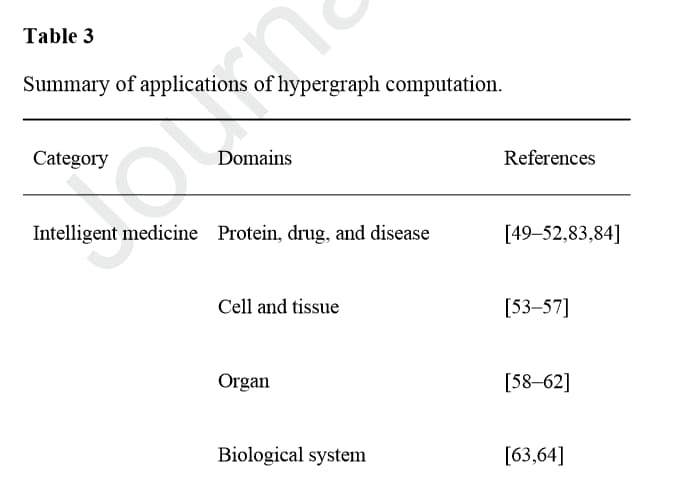 Table 3
Summary of applications of hypergraph computation.
Category Domains References
Intelligent medicine Protein, drug, and disease [49–52,83,84]
Cell and tissue [53–57]
Organ [58–62]
Biological system [63,64]
Journa